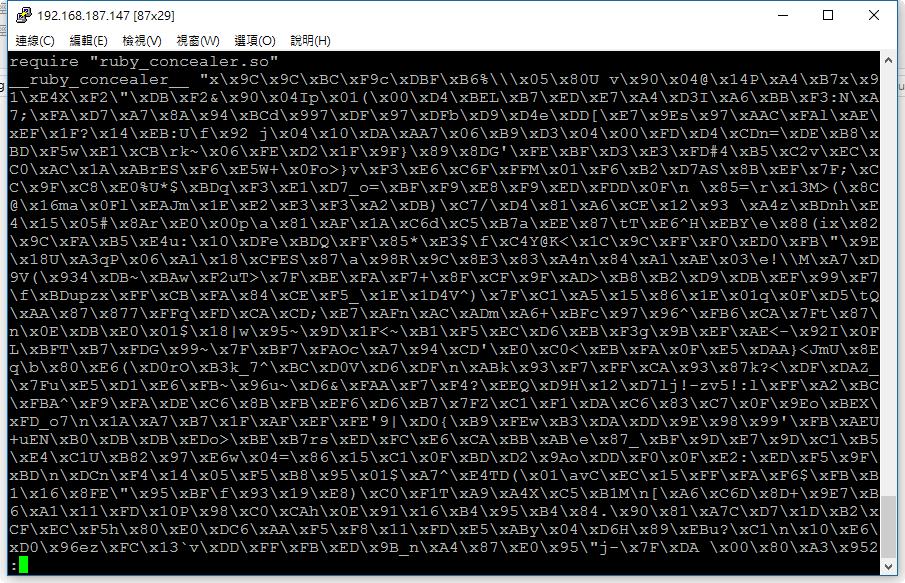 192.168.187.147 [87x29]
連線(C) 編輯(E) 檢視(V) 視窗(W) 選項(O) 說明(H)
require "ruby_concealer.so"
__ruby_concealer__ "x\x9C\x9C\xBC\xF9c\xDBF\xB6%\\\x05\x80U v\x90\x04@\x14P\xA4\xB7x\x9
1\xE4X\xF2\"\xDB\xF2&\x90\x04Ip\x01(\x00\xD4\xBEL\xB7\xED\xE7\xA4\xD3I\xA6\xBB\xF3:N\xA
7;\xFA\xD7\xA7\x8A\x94\xBCd\x997\xDF\x97\xDFb\xD9\xD4e\xDD[\xE7\x9Es\x97\xAAC\xFAl\xAE\
xEF\x1F?\x14\xEB:U\f\x92 j\x04\x10\xDA\xAA7\x06\xB9\xD3\x04\x00\xFD\xD4\xCDn=\xDE\xB8\x
BD\xF5w\xE1\xCB\rk~\x06\xFE\xD2\x1F\x9F}\x89\x8DG'\xFE\xBF\xD3\xE3\xFD#4\xB5\xC2v\xEC\x
C0\xAC\x1A\xABrES\xF6\xE5W+\x0Fo>}v\xF3\xE6\xC6F\xFFM\x01\xF6\xB2\xD7AS\x8B\xEF\x7F;\xC
C\x9F\xC8\xE0%U*$\xBDq\xF3\xE1\xD7_o=\xBF\xF9\xE8\xF9\xED\xFDD\x0F\n \x85=\r\x13M>(\x8C
@\x16ma\x0Fl\xEAJm\x1E\xE2\xE3\xF3\xA2\xDB)\xC7/\xD4\x81\xA6\xCE\x12\x93 \xA4z\xBDnh\xE
4\x15\x05#\x8Ar\xE0\x00p\a\x81\xAF\x1A\xC6d\xC5\xB7a\xEE\x87\tT\xE6^H\xEBY\e\x88(ix\x82
\x9C\xFA\xB5\xE4u:\x10\xDFe\xBDQ\xFF\x85*\xE3$\f\xC4Y@K<\x1C\x9C\xFF\xF0\xED0\xFB\"\x9E
\x18U\xA3qP\x06\xA1\x18\xCFES\x87\a\x98R\x9C\x8E3\x83\xA4n\x84\xA1\xAE\x03\e!\\M\xA7\xD
9V(\x934\xDB~\xBAw\xF2uT>\x7F\xBE\xFA\xF7+\x8F\xCF\x9F\xAD>\xB8\xB2\xD9\xDB\xEF\x99\xF7
\f\xBDupzx\xFF\xCB\xFA\x84\xCE\xF5_\x1E\x1D4V^)\x7F\xC1\xA5\x15\x86\x1E\x01q\x0F\xD5\tQ
\xAA\x87\x877\xFFq\xFD\xCA\xCD;\xE7\xAFn\xAC\xADm\xA6+\xBFc\x97\x96^\xFB6\xCA\x7Ft\x87\
n\x0E\xDB\xE0\x01$\x18|w\x95~\x9D\x1F<~\xB1\xF5\xEC\xD6\xEB\xF3g\x9B\xEF\xAE<-\x92I\x0F
L\xBFT\xB7\xFDG\x99~\x7F\xBF7\xFAOc\xA7\x94\xCD'\xE0\xC0<\xEB\xFA\x0F\xE5\xDAA}<JmU\x8E
q\b\x80\xE6(\xD0rO\xB3k_7^\xBC\xD0V\xD6\xDF\n\xABk\x93\xF7\xFF\xCA\x93\x87k?<\xDF\xDAZ_
\x7Fu\xE5\xD1\xE6\xFB~\x96u~\xD6&\xFAA\xF7\xF4?\xEEQ\xD9H\x12\xD7lj!-zv5!:l\xFF\xA2\xBC
\xFBA^\xF9\xFA\xDE\xC6\x8B\xFB\xEF6\xD6\xB7\x7FZ\xC1\xF1\xDA\xC6\x83\xC7\x0F\x9Eo\xBEX\
xFD_o7\n\x1A\xA7\xB7\x1F\xAF\xEF\xFE'9|\xD0{\xB9\xFEw\xB3\xDA\xDD\x9E\x98\x99'\xFB\xAEU
+uEN\xB0\xDB\xDB\xEDo>\xBE\xB7rs\xED\xFC\xE6\xCA\xBB\xAB\e\x87_\xBF\x9D\xE7\x9D\xC1\xB5
\xE4\xC1U\xB82\x97\xE6w\x04=\x86\x15\xC1\x0F\xBD\xD2\x9Ao\xDD\xF0\xF0\xE2:\xED\xF5\x9F\
xBD\n\xDCn\xF4\x14\x05\xF5\xB8\x95\x01$\xA7^\xE4TD(\x01\avC\xEC\x15\xFF\xFA\xF6$\xFB\xB
1\x16\x8FE\"\x95\xBF\f\x93\x19\xE8)\xC0\xF1T\xA9\xA4X\xC5\xB1M\n[\xA6\xC6D\x8D+\x9E7\xB
6\xA1\x11\xFD\x10P\x98\xC0\xCAh\x0E\x91\x16\xB4\x95\xB4\x84.\x90\x81\xA7C\xD7\x1D\xB2\x
CF\xEC\xF5h\x80\xE0\xDC6\xAA\xF5\xF8\x11\xFD\xE5\xABy\x04\xD6H\x89\xEBu?\xC1\n\x10\xE6\
xD0\x96ez\xFC\x13`v\xDD\xFF\xFB\xED\x9B_n\xA4\x87\xE0\x95\"j-\x7F\xDA \x00\x80\xA3\x952
: